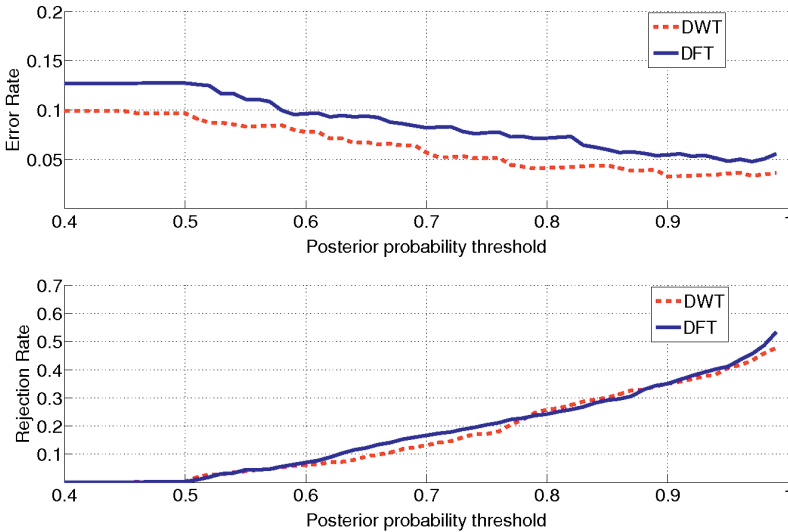 0.2
0.15
0.1
0.05
Error Rate
DWT
DFT
0.4 0.5 0.6 0.7 0.8 0.9 1
Posterior probability threshold
0.7
0.6
0.5
0.4
0.3
0.2
0.1
Rejection Rate
DWT
DFT
0.4 0.5 0.6 0.7 0.8 0.9 1
Posterior probability threshold